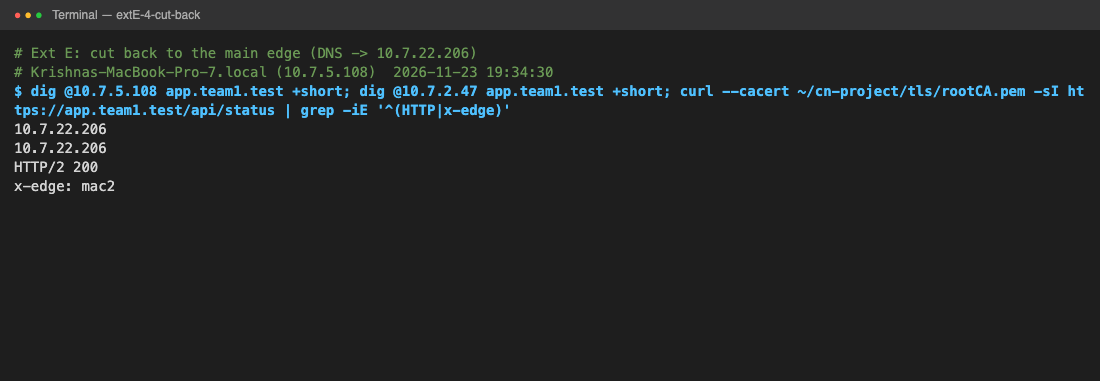 Terminal — extE-4-cut-back
# Ext E: cut back to the main edge (DNS -> 10.7.22.206)
# Krishnas-MacBook-Pro-7.local (10.7.5.108)  2026-11-23 19:34:30
$ dig @10.7.5.108 app.team1.test +short; dig @10.7.2.47 app.team1.test +short; curl --cacert ~/cn-project/tls/rootCA.pem -sI ht
tps://app.team1.test/api/status | grep -iE '^(HTTP|x-edge)'
10.7.22.206
10.7.22.206
HTTP/2 200
x-edge: mac2